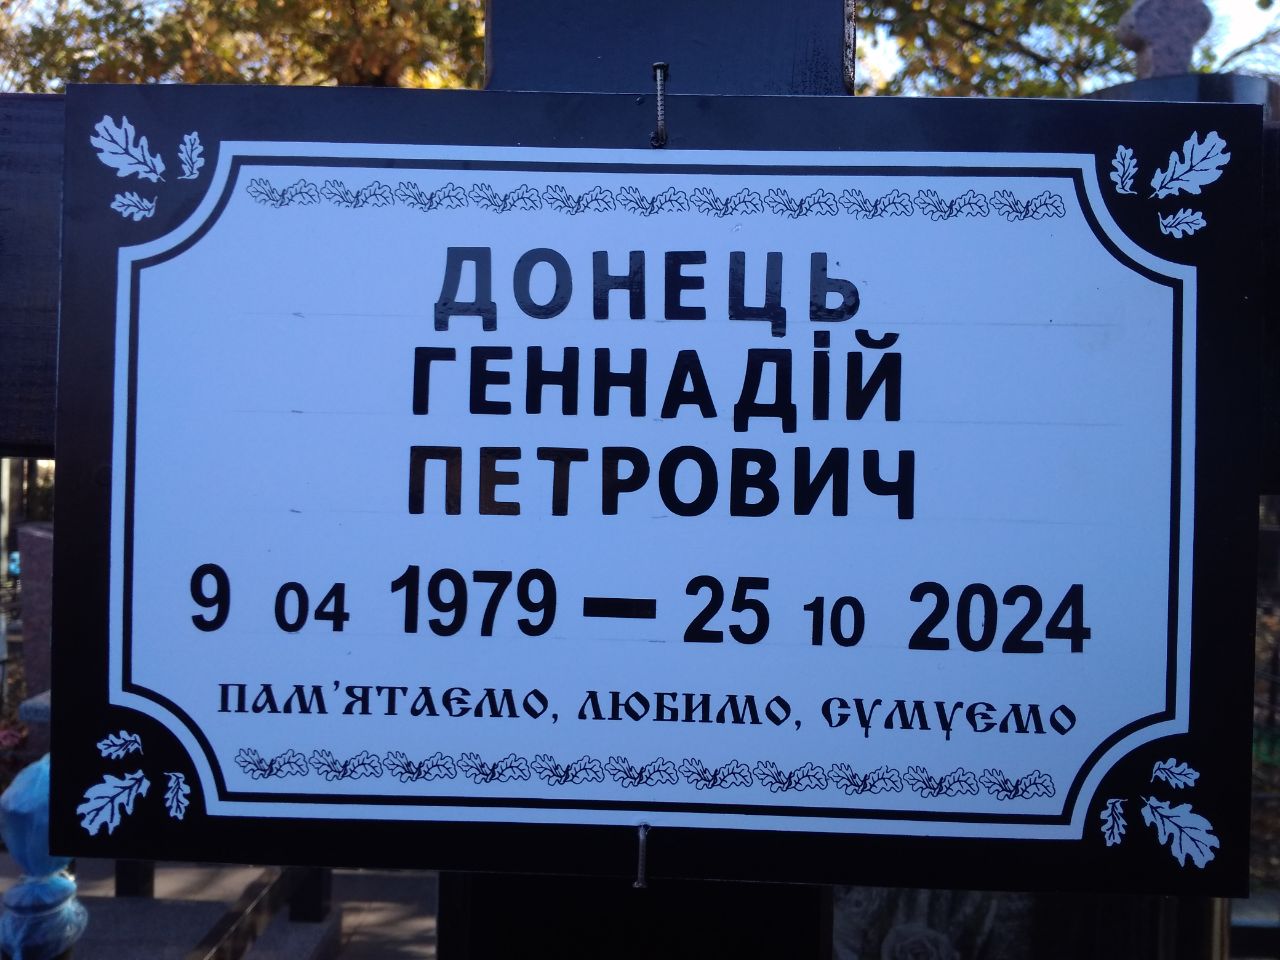 ДОНЕЦЬ
ГЕННАДІЙ
ПЕТРОВИЧ
9 04 1979 – 25 10 2024
ПАМ'ЯТАЄМО, ЛЮБИМО, СУМУЄМО